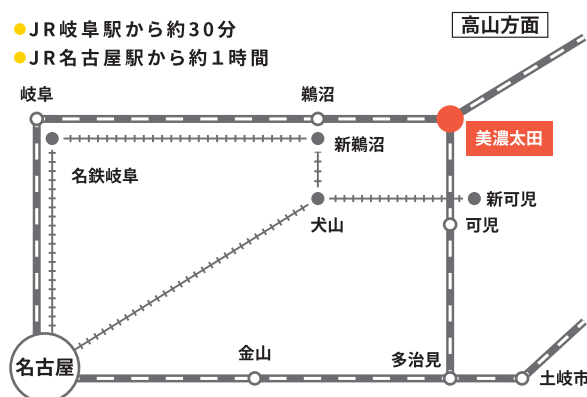 ●JR岐阜駅から約30分
●JR名古屋駅から約1時間
高山方面
岐阜
鵜沼
美濃太田
新鵜沼
名鉄岐阜
新可児
犬山
可児
名古屋
金山
多治見
土岐市